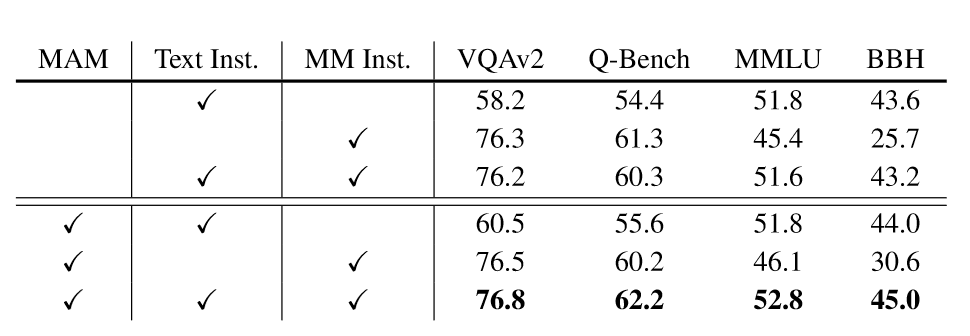 MAM Text Inst. MM Inst. VQAv2 Q-Bench MMLU BBH
✓ 58.2 54.4 51.8 43.6
✓ 76.3 61.3 45.4 25.7
✓ ✓ 76.2 60.3 51.6 43.2
✓ ✓ 60.5 55.6 51.8 44.0
✓ ✓ 76.5 60.2 46.1 30.6
✓ ✓ ✓ 76.8 62.2 52.8 45.0